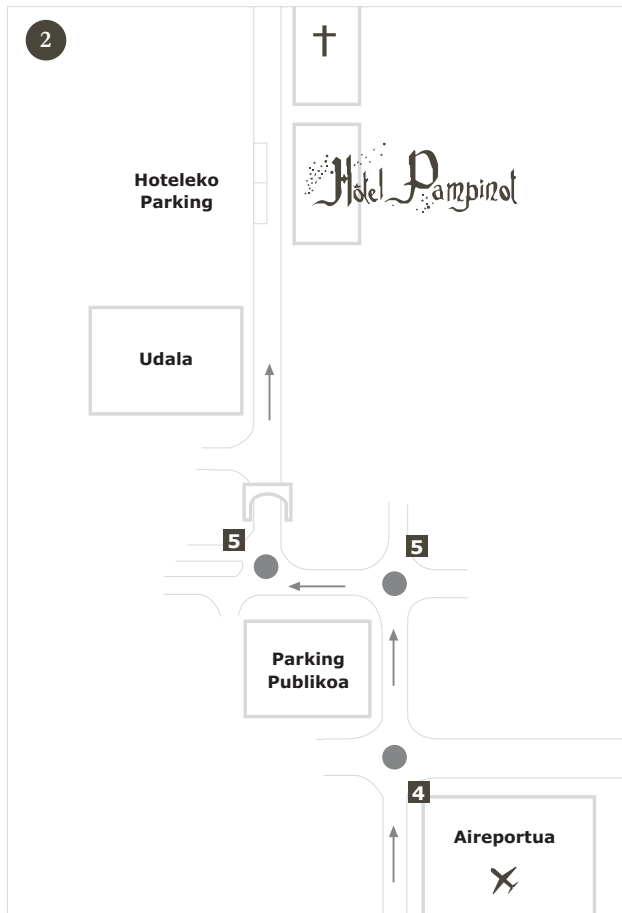 2
Hôtel Pampinot
Hoteleko
Parking
Udala
5
5
Parking
Publikoa
4
Aireportua